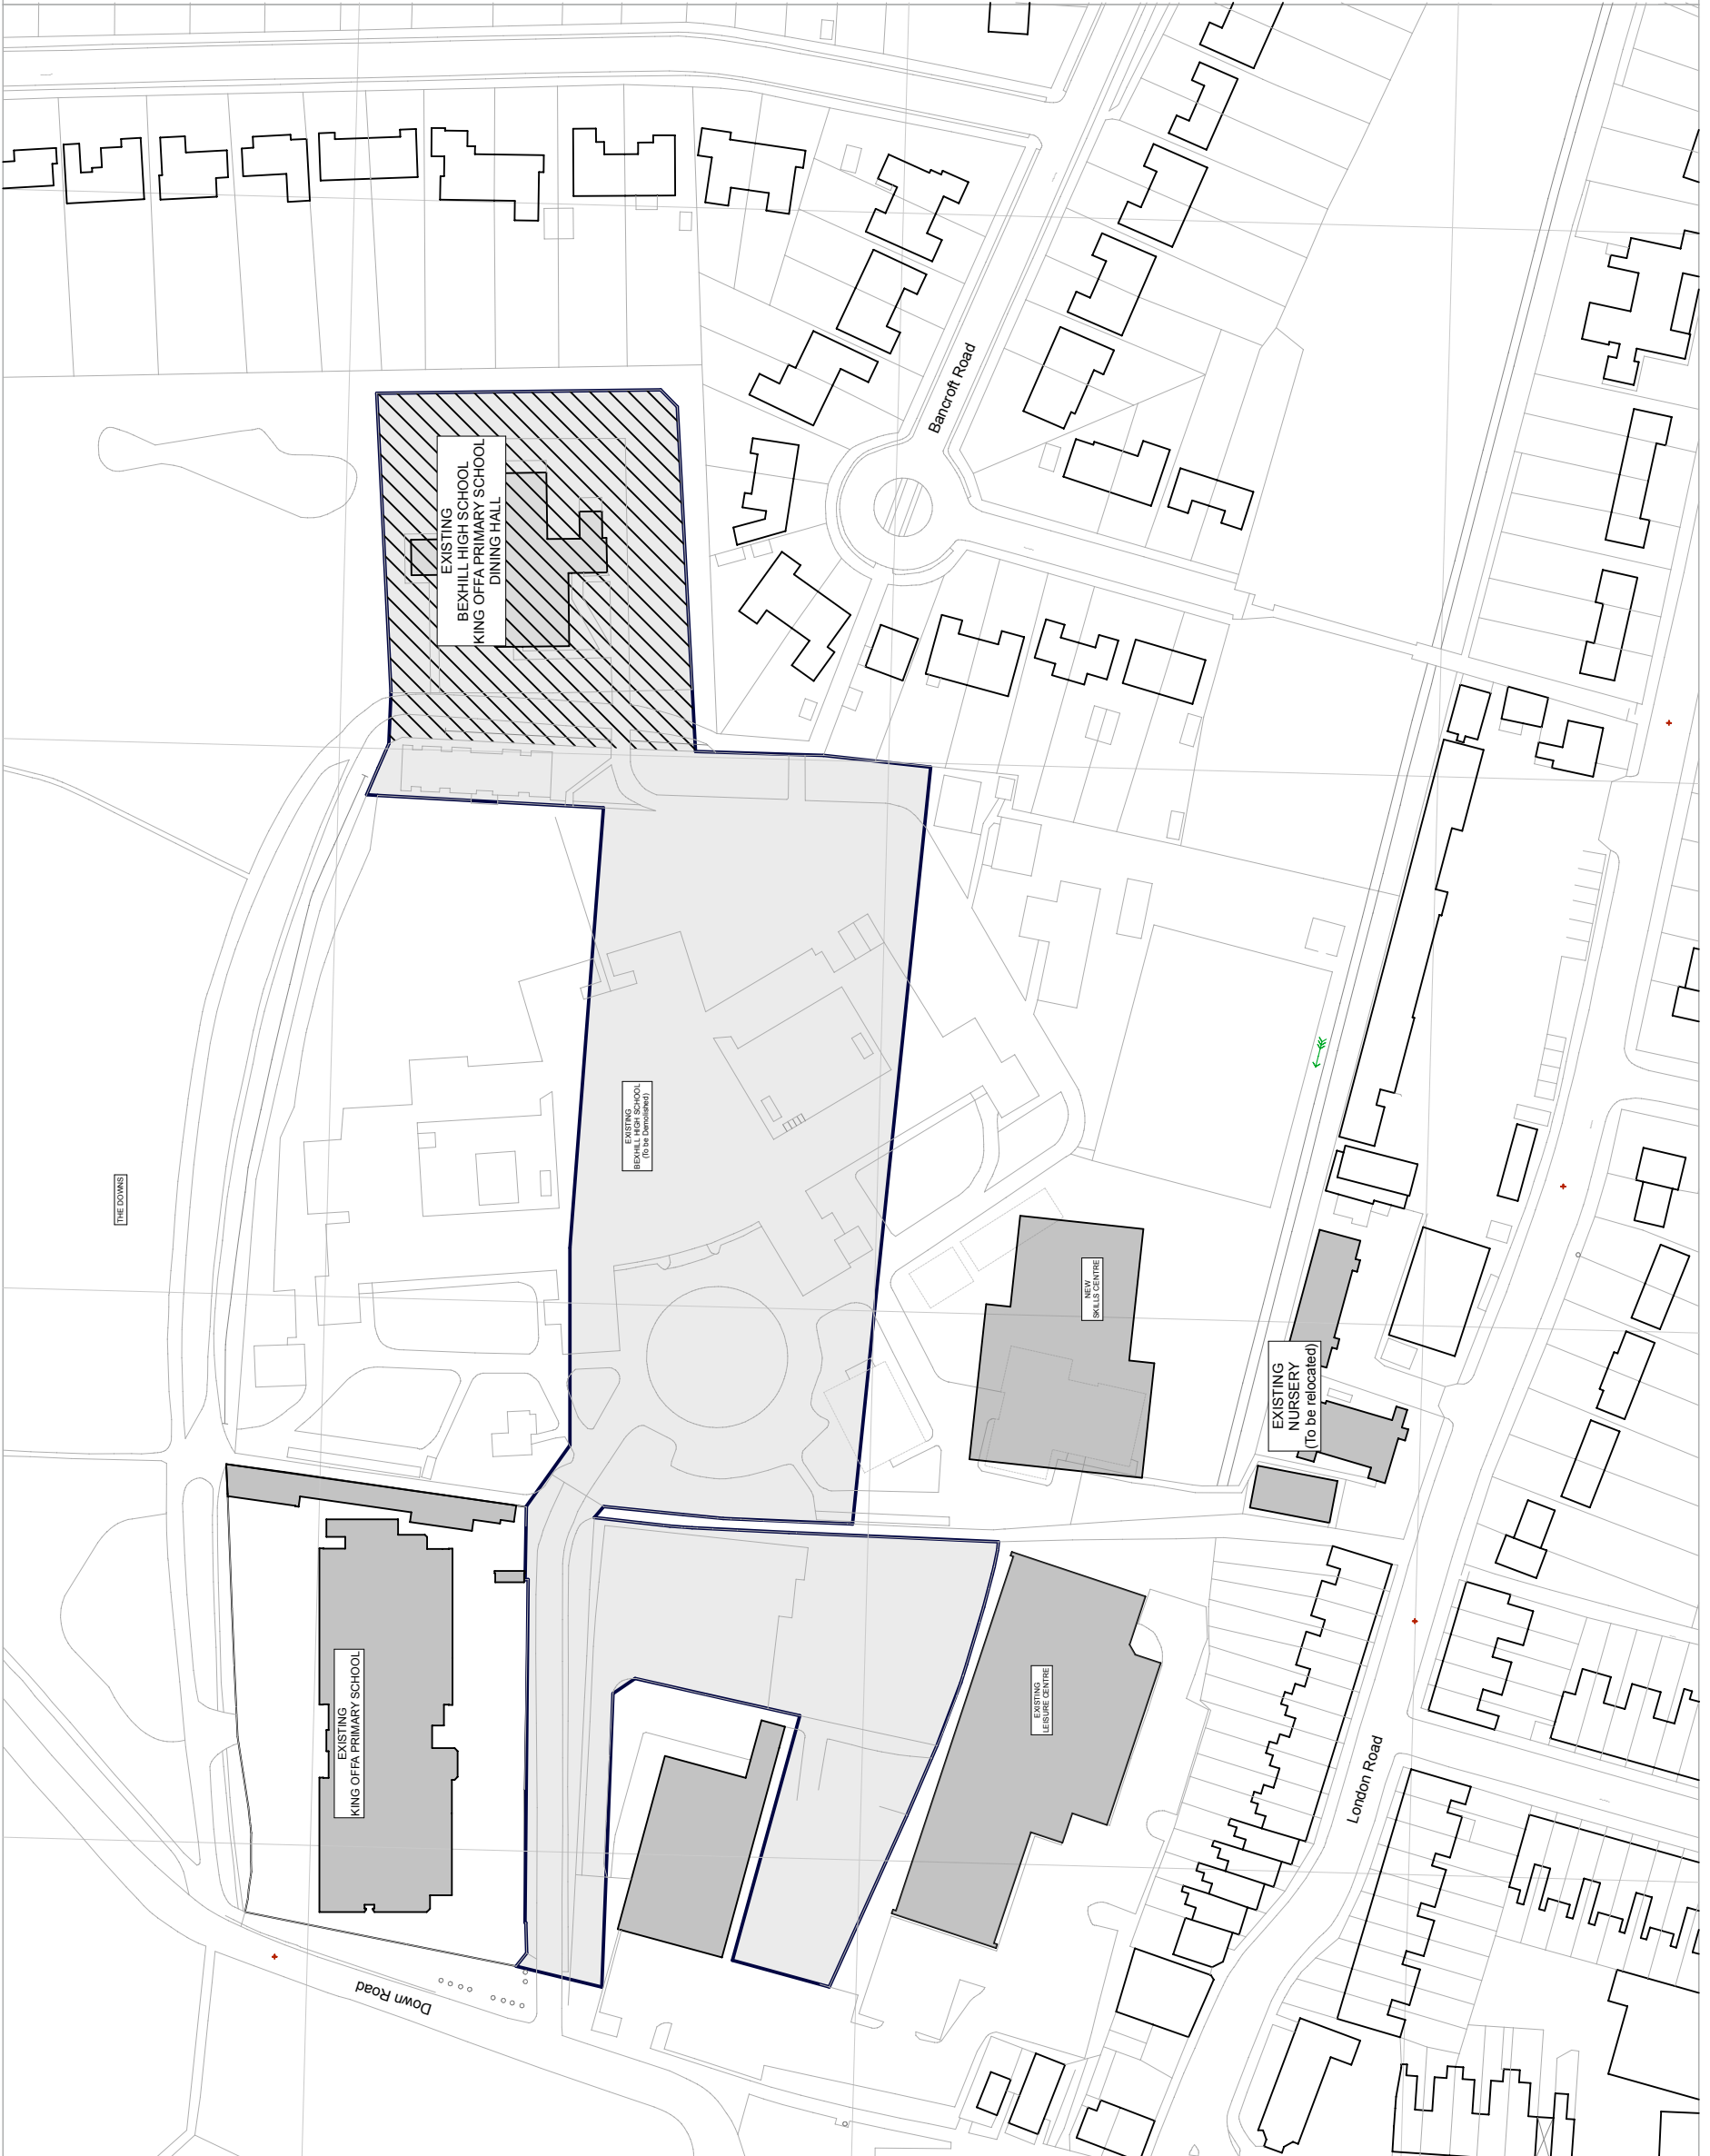 Bancroft Road
EXISTING
BEXHILL HIGH SCHOOL
KING OFFA PRIMARY SCHOOL
DINING HALL
EXISTING
BEXHILL HIGH SCHOOL
(To be Demolished)
THE DOWNS
NEW
SKILLS CENTRE
EXISTING
NURSERY
(To be relocated)
EXISTING
KING OFFA PRIMARY SCHOOL
EXISTING
LEISURE CENTRE
London Road
Down Road